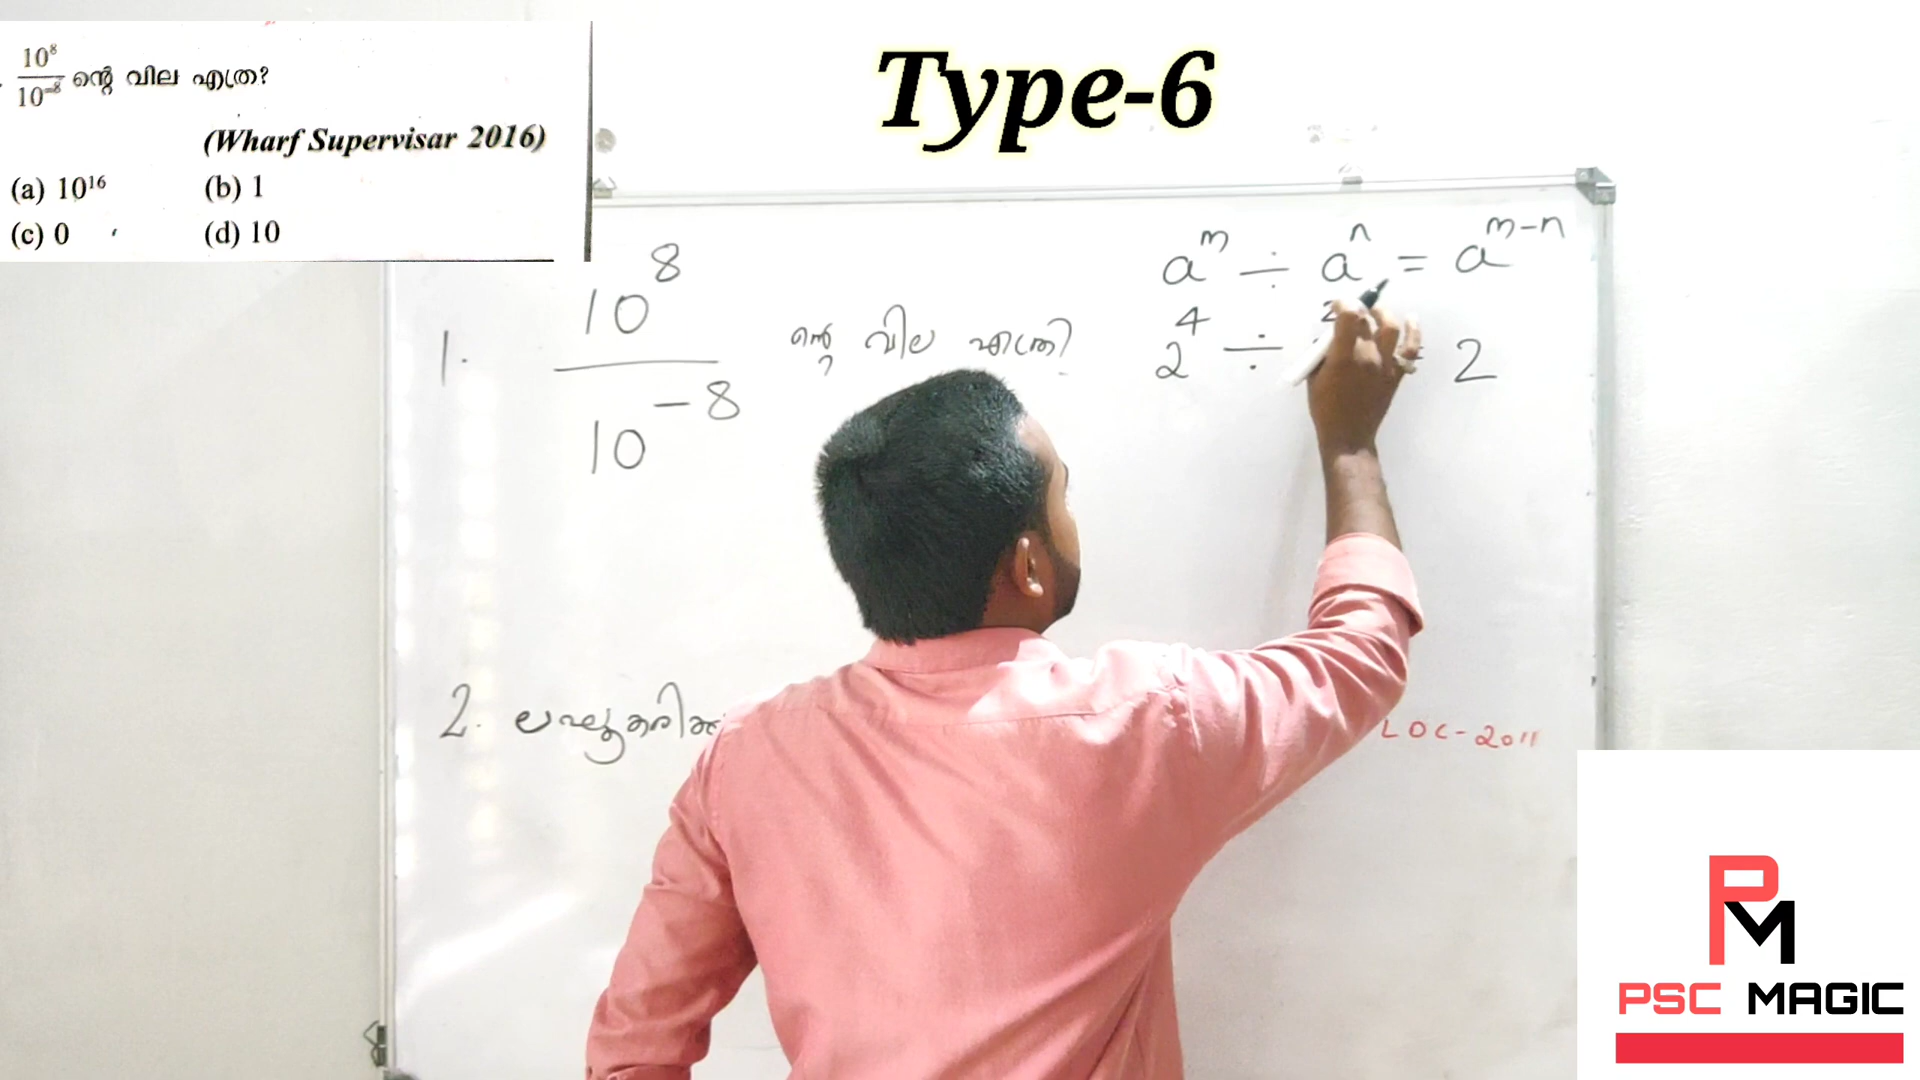 10⁸
10⁻⁸ ന്റെ വില എത്ര?
(Wharf Supervisar 2016)
(a) 10¹⁶ (b) 1
(c) 0 (d) 10
Type-6
1. 10⁸ / 10⁻⁸ ന്റെ വില എത്ര?
aᵐ ÷ aⁿ = aᵐ⁻ⁿ
2⁴ ÷ 2
2.
LDC-2011
PM
PSC MAGIC